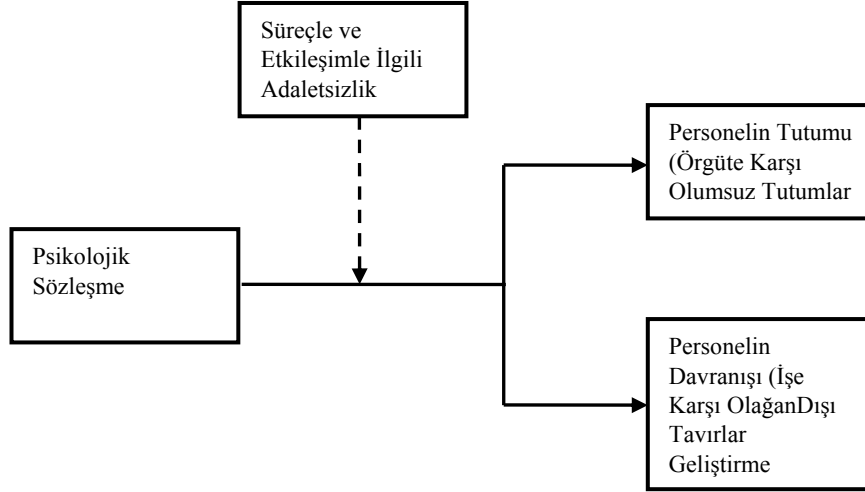 Süreçle ve
Etkileşimle İlgili
Adaletsizlik
Personelin Tutumu
(Örgüte Karşı
Olumsuz Tutumlar
Psikolojik
Sözleşme
Personelin
Davranışı (İşe
Karşı OlağanDışı
Tavırlar
Geliştirme